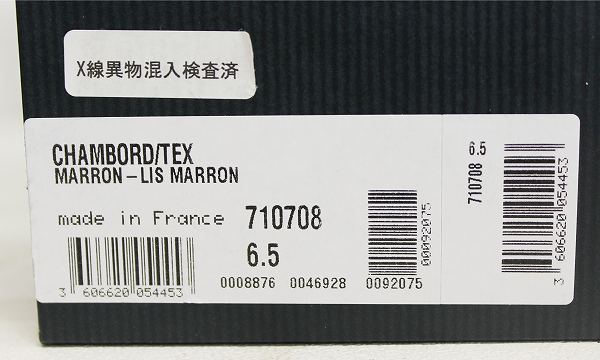 X線異物混入検査済
CHAMBORD/TEX
MARRON-LIS MARRON
made in France 710708
6.5
3 606620 054453
0008876 0046928 0092075
00092075
710708 6.5
3 606620 054453